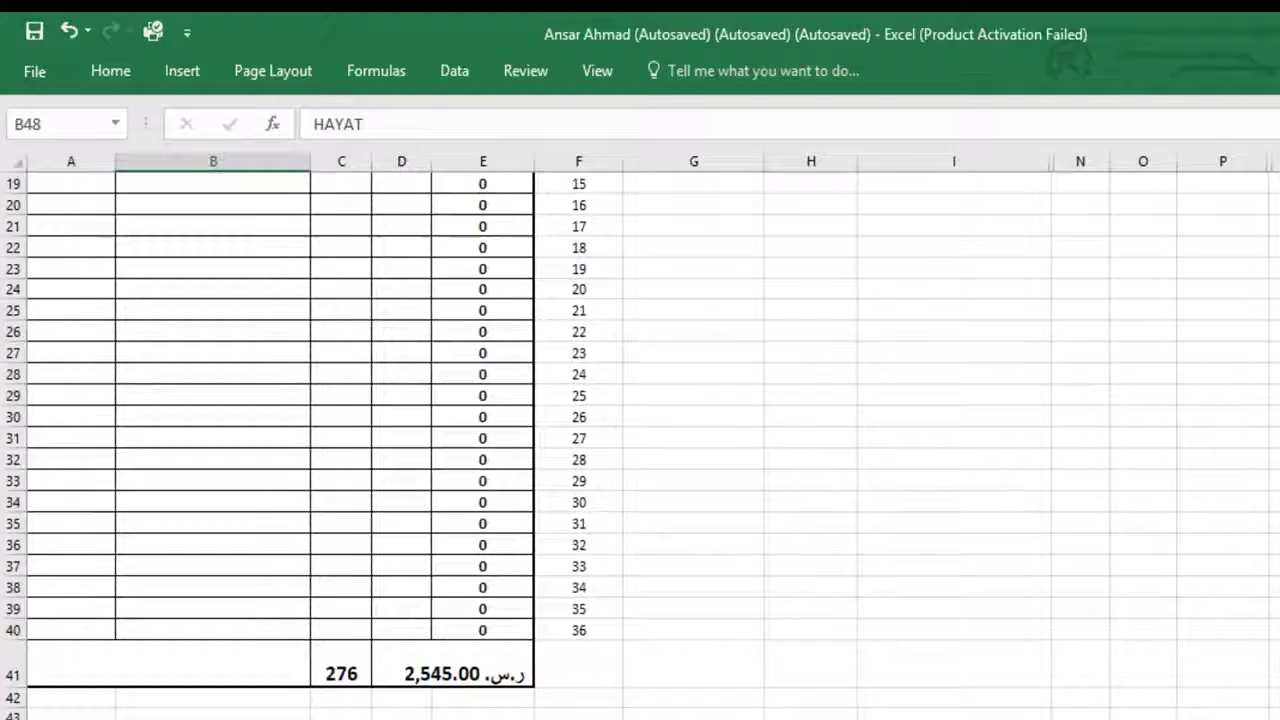 Ansar Ahmad (Autosaved) (Autosaved) (Autosaved) - Excel (Product Activation Failed)
File Home Insert Page Layout Formulas Data Review View Tell me what you want to do...
B48 fx HAYAT
A B C D E F G H I N O P
19 0 15
20 0 16
21 0 17
22 0 18
23 0 19
24 0 20
25 0 21
26 0 22
27 0 23
28 0 24
29 0 25
30 0 26
31 0 27
32 0 28
33 0 29
34 0 30
35 0 31
36 0 32
37 0 33
38 0 34
39 0 35
40 0 36
41 276 2,545.00 ر.س.
42
43